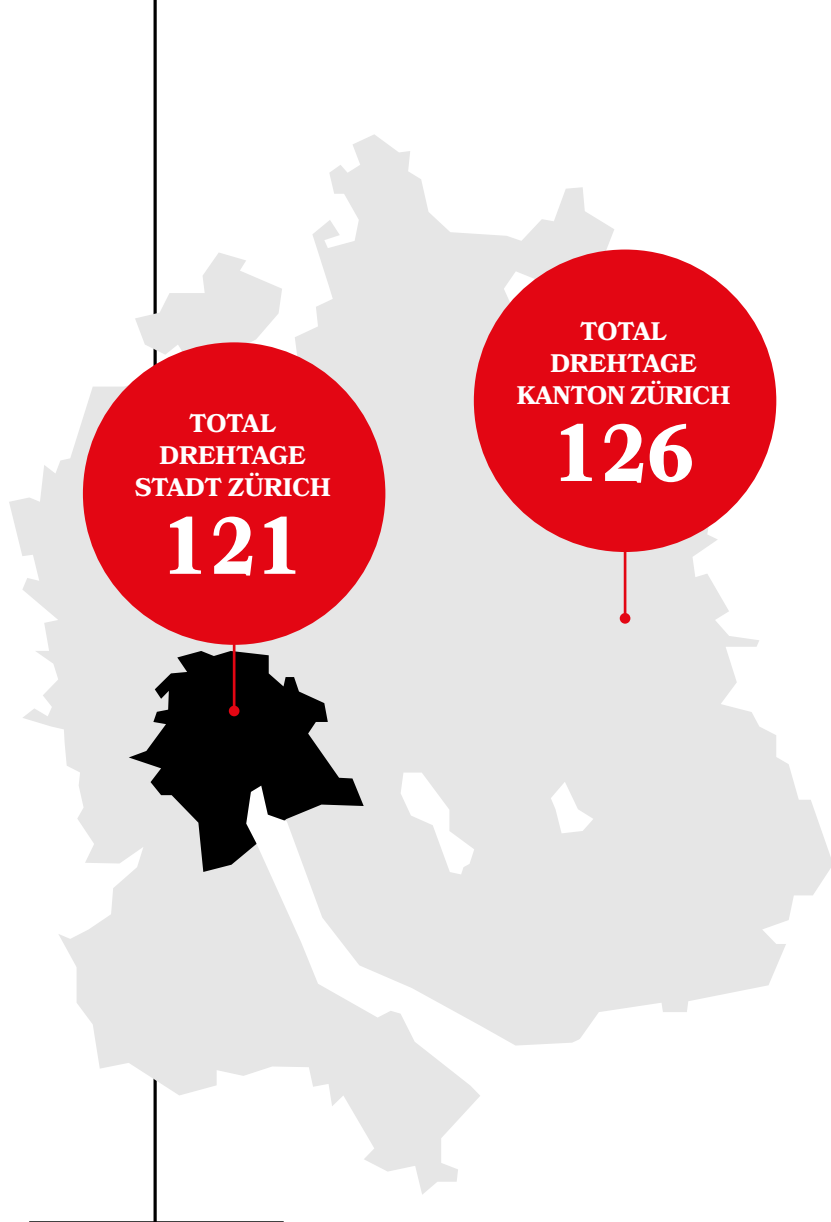 TOTAL
DREHTAGE
KANTON ZÜRICH
126
TOTAL
DREHTAGE
STADT ZÜRICH
121